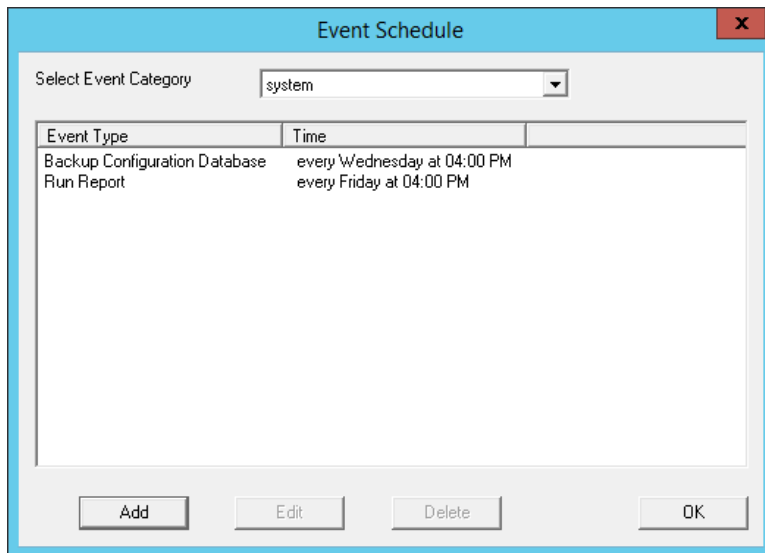 Event Schedule
x
Select Event Category system
Event Type Time
Backup Configuration Database every Wednesday at 04:00 PM
Run Report every Friday at 04:00 PM
Add Edit Delete OK